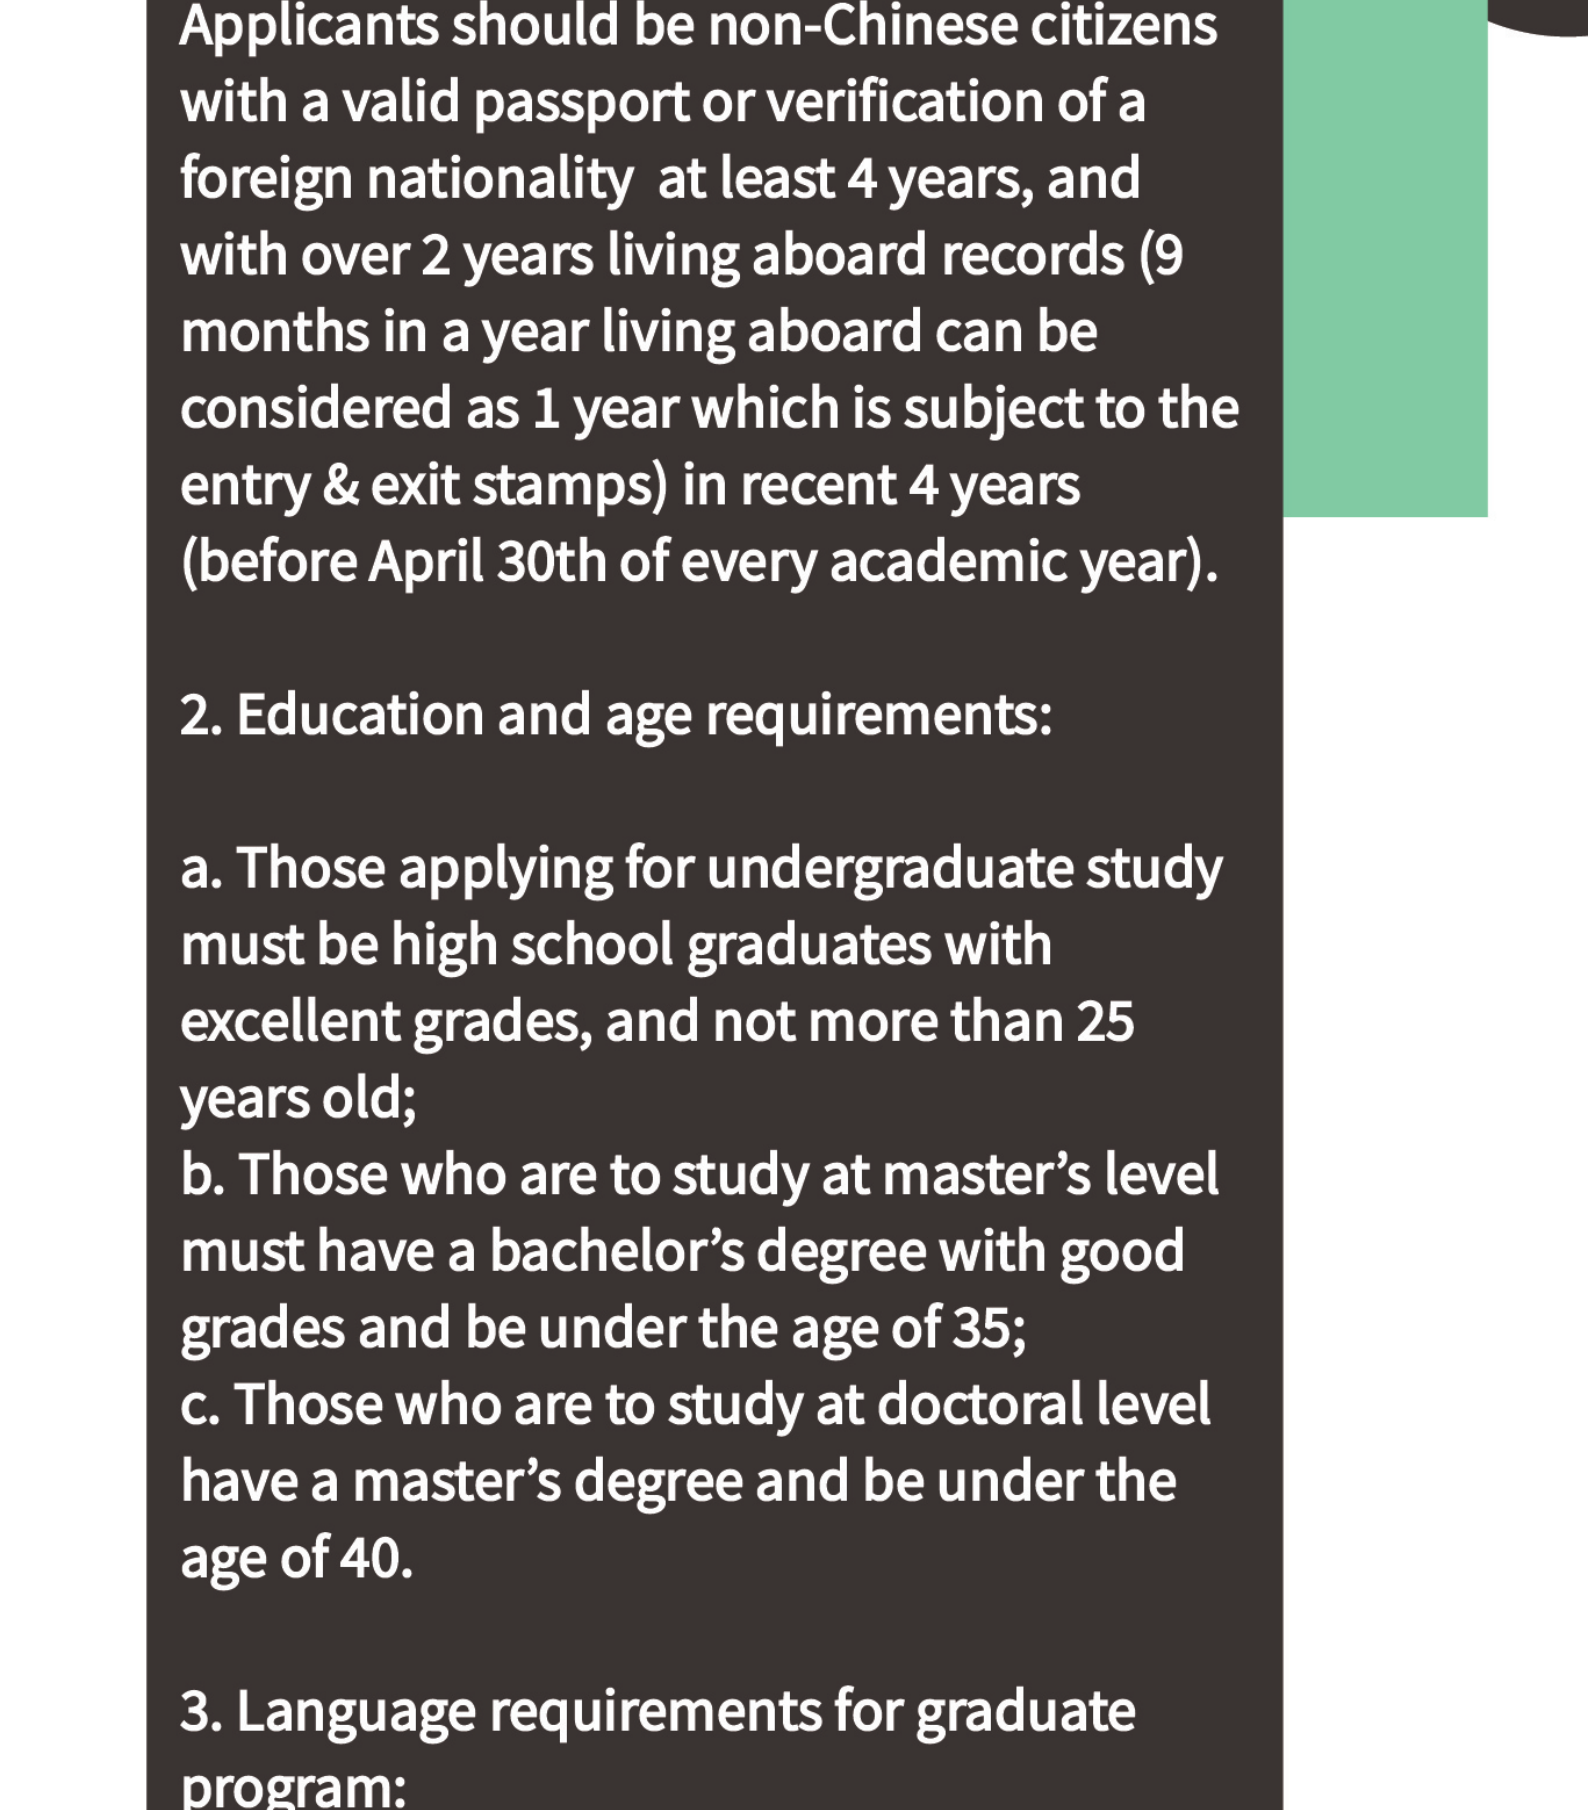 Applicants should be non-Chinese citizens
with a valid passport or verification of a
foreign nationality  at least 4 years, and
with over 2 years living aboard records (9
months in a year living aboard can be
considered as 1 year which is subject to the
entry & exit stamps) in recent 4 years
(before April 30th of every academic year).
2. Education and age requirements:
a. Those applying for undergraduate study
must be high school graduates with
excellent grades, and not more than 25
years old;
b. Those who are to study at master’s level
must have a bachelor’s degree with good
grades and be under the age of 35;
c. Those who are to study at doctoral level
have a master’s degree and be under the
age of 40.
3. Language requirements for graduate
program: